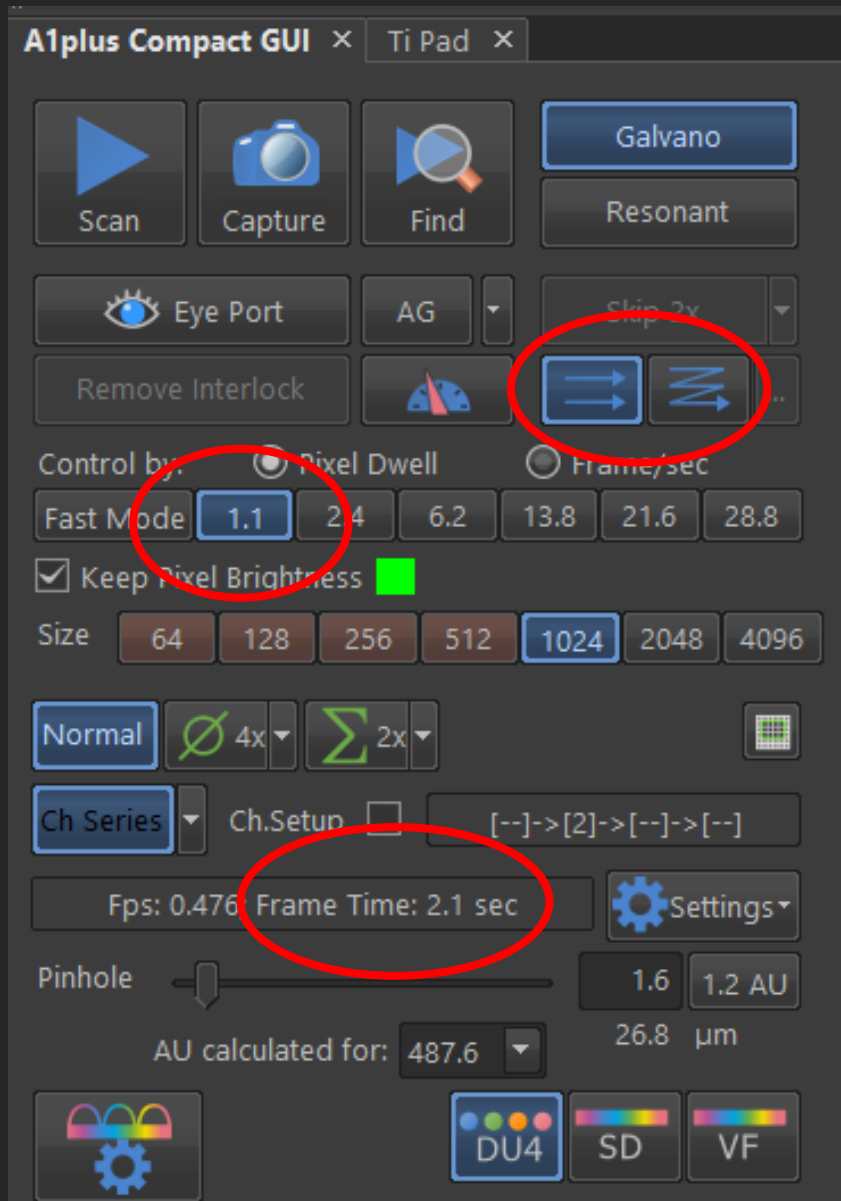 A1plus Compact GUI × Ti Pad ×
Scan Capture Find Galvano
Resonant
Eye Port AG Skip 2x
Remove Interlock ..
Control by: Pixel Dwell Frame/sec
Fast Mode 1.1 2.4 6.2 13.8 21.6 28.8
Keep Pixel Brightness
Size 64 128 256 512 1024 2048 4096
Normal 4x Σ 2x
Ch Series Ch.Setup [--]->[2]->[--]->[--]
Fps: 0.476; Frame Time: 2.1 sec Settings
Pinhole 1.6 1.2 AU
26.8 µm
AU calculated for: 487.6
DU4 SD VF